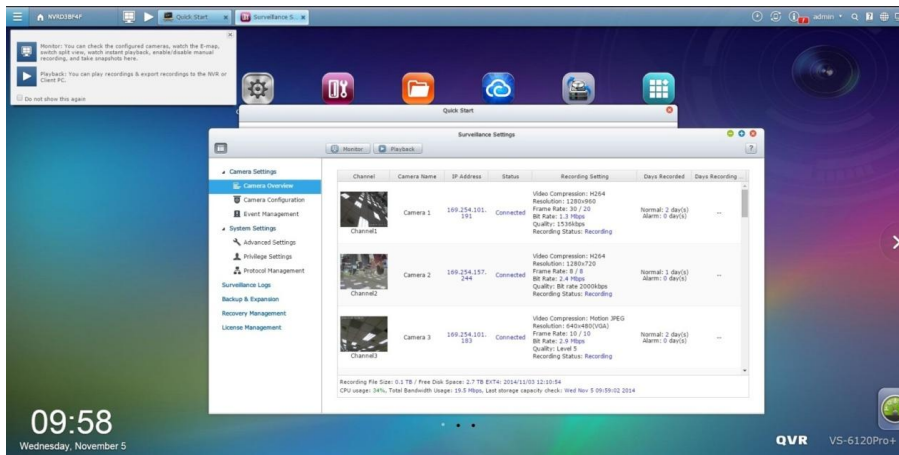 NVRD3BF4F
Quick Start
Surveillance S...
admin
Monitor: You can check the configured cameras, watch the E-map,
switch split view, watch instant playback, enable/disable manual
recording, and take snapshots here.
Playback: You can play recordings & export recordings to the NVR or
Client PC.
Do not show this again
Quick Start
Surveillance Settings
Monitor
Playback
Camera Settings
Camera Overview
Camera Configuration
Event Management
System Settings
Advanced Settings
Privilege Settings
Protocol Management
Surveillance Logs
Backup & Expansion
Recovery Management
License Management
Channel Camera Name IP Address Status Recording Setting Days Recorded Days Recording ...
Channel1
Camera 1
169.254.101.
191
Connected
Video Compression: H264
Resolution: 1280x960
Frame Rate: 30 / 20
Bit Rate: 1.3 Mbps
Quality: 1536kbps
Recording Status: Recording
Normal: 2 day(s)
Alarm: 0 day(s)
--
Channel2
Camera 2
169.254.157.
244
Connected
Video Compression: H264
Resolution: 1280x720
Frame Rate: 8 / 8
Bit Rate: 2.4 Mbps
Quality: Bit rate 2000kbps
Recording Status: Recording
Normal: 1 day(s)
Alarm: 0 day(s)
--
Channel3
Camera 3
169.254.101.
183
Connected
Video Compression: Motion JPEG
Resolution: 640x480(VGA)
Frame Rate: 10 / 10
Bit Rate: 2.9 Mbps
Quality: Level 5
Recording Status: Recording
Normal: 2 day(s)
Alarm: 0 day(s)
--
Recording File Size: 0.1 TB / Free Disk Space: 2.7 TB EXT4: 2014/11/03 12:10:54
CPU usage: 34%, Total Bandwidth Usage: 19.5 Mbps, Last storage capacity check: Wed Nov 5 09:59:02 2014
09:58
Wednesday, November 5
QVR VS-6120Pro+